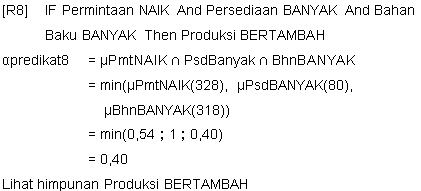 [R8] IF Permintaan NAIK And Persediaan BANYAK And Bahan
Baku BANYAK Then Produksi BERTAMBAH
αpredikat8 = μPmtNAIK ∩ PsdBanyak ∩ BhnBANYAK
= min(μPmtNAIK(328), μPsdBANYAK(80),
μBhnBANYAK(318))
= min(0,54 ; 1 ; 0,40)
= 0,40
Lihat himpunan Produksi BERTAMBAH